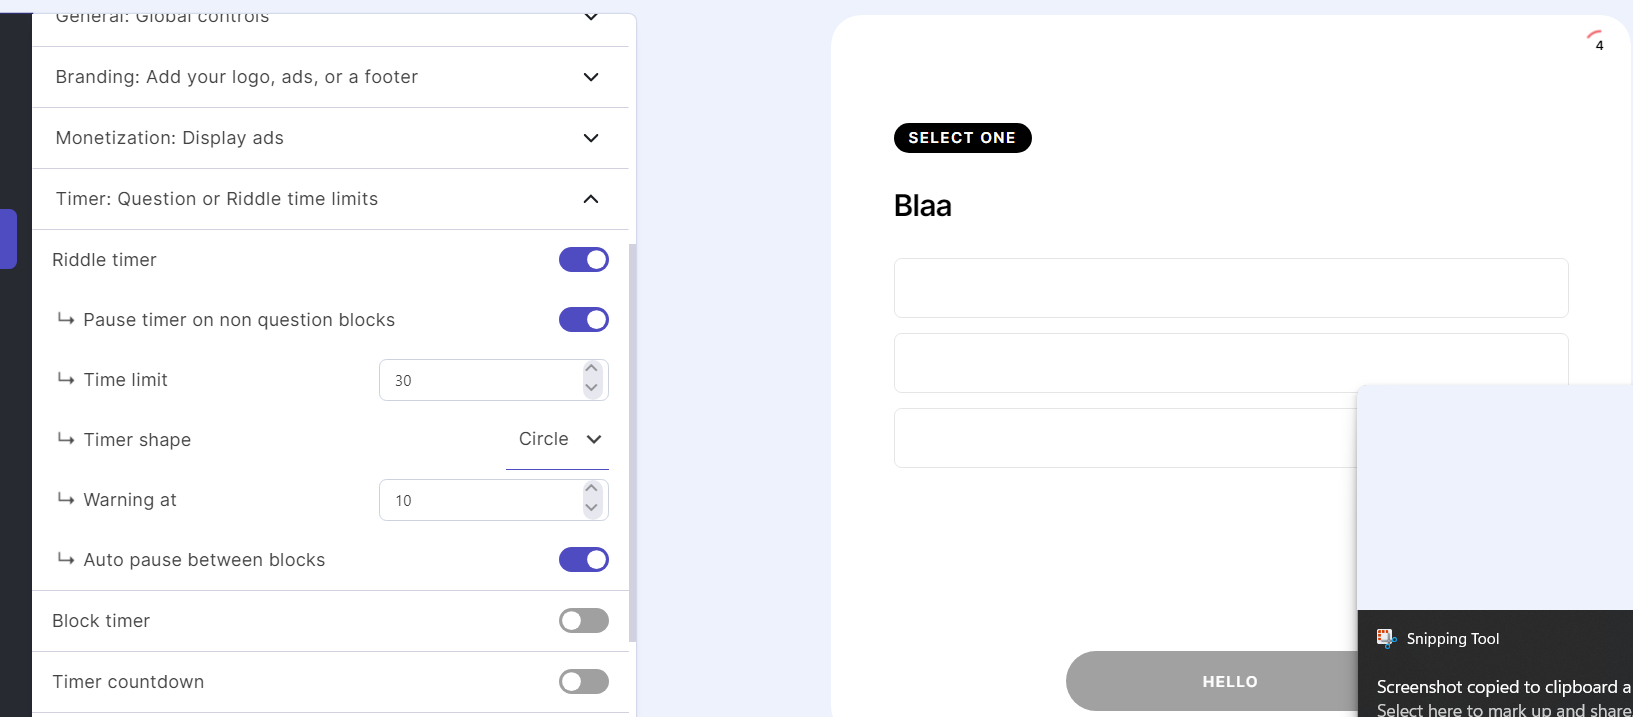 General: Global controls
Branding: Add your logo, ads, or a footer
Monetization: Display ads
Timer: Question or Riddle time limits
Riddle timer
Pause timer on non question blocks
Time limit
30
Timer shape
Circle
Warning at
10
Auto pause between blocks
Block timer
Timer countdown
4
SELECT ONE
Blaa
HELLO
Snipping Tool
Screenshot copied to clipboard a
Select here to mark up and share